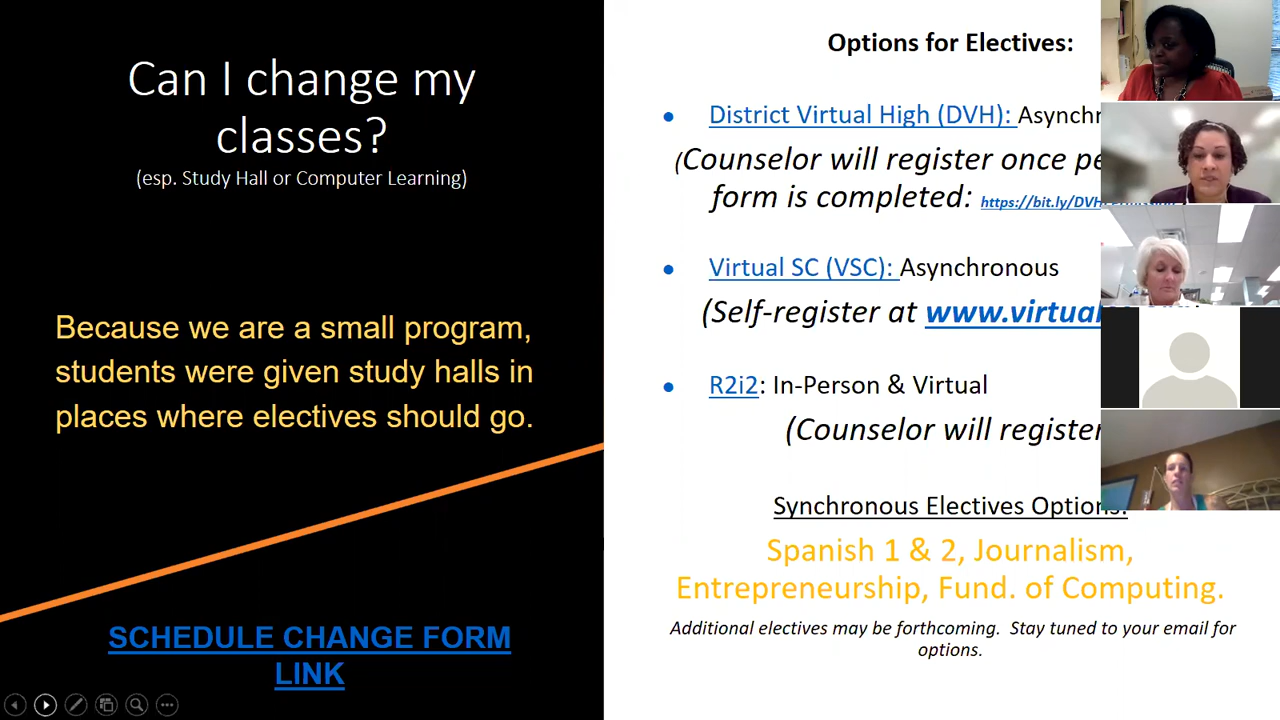 Can I change my
classes?
(esp. Study Hall or Computer Learning)
Because we are a small program,
students were given study halls in
places where electives should go.
SCHEDULE CHANGE FORM
LINK
Options for Electives:
District Virtual High (DVH): Asynchr
(Counselor will register once pe
form is completed: https://bit.ly/DVH
Virtual SC (VSC): Asynchronous
(Self-register at www.virtual
R2i2: In-Person & Virtual
(Counselor will register
Synchronous Electives Options:
Spanish 1 & 2, Journalism,
Entrepreneurship, Fund. of Computing.
Additional electives may be forthcoming. Stay tuned to your email for
options.